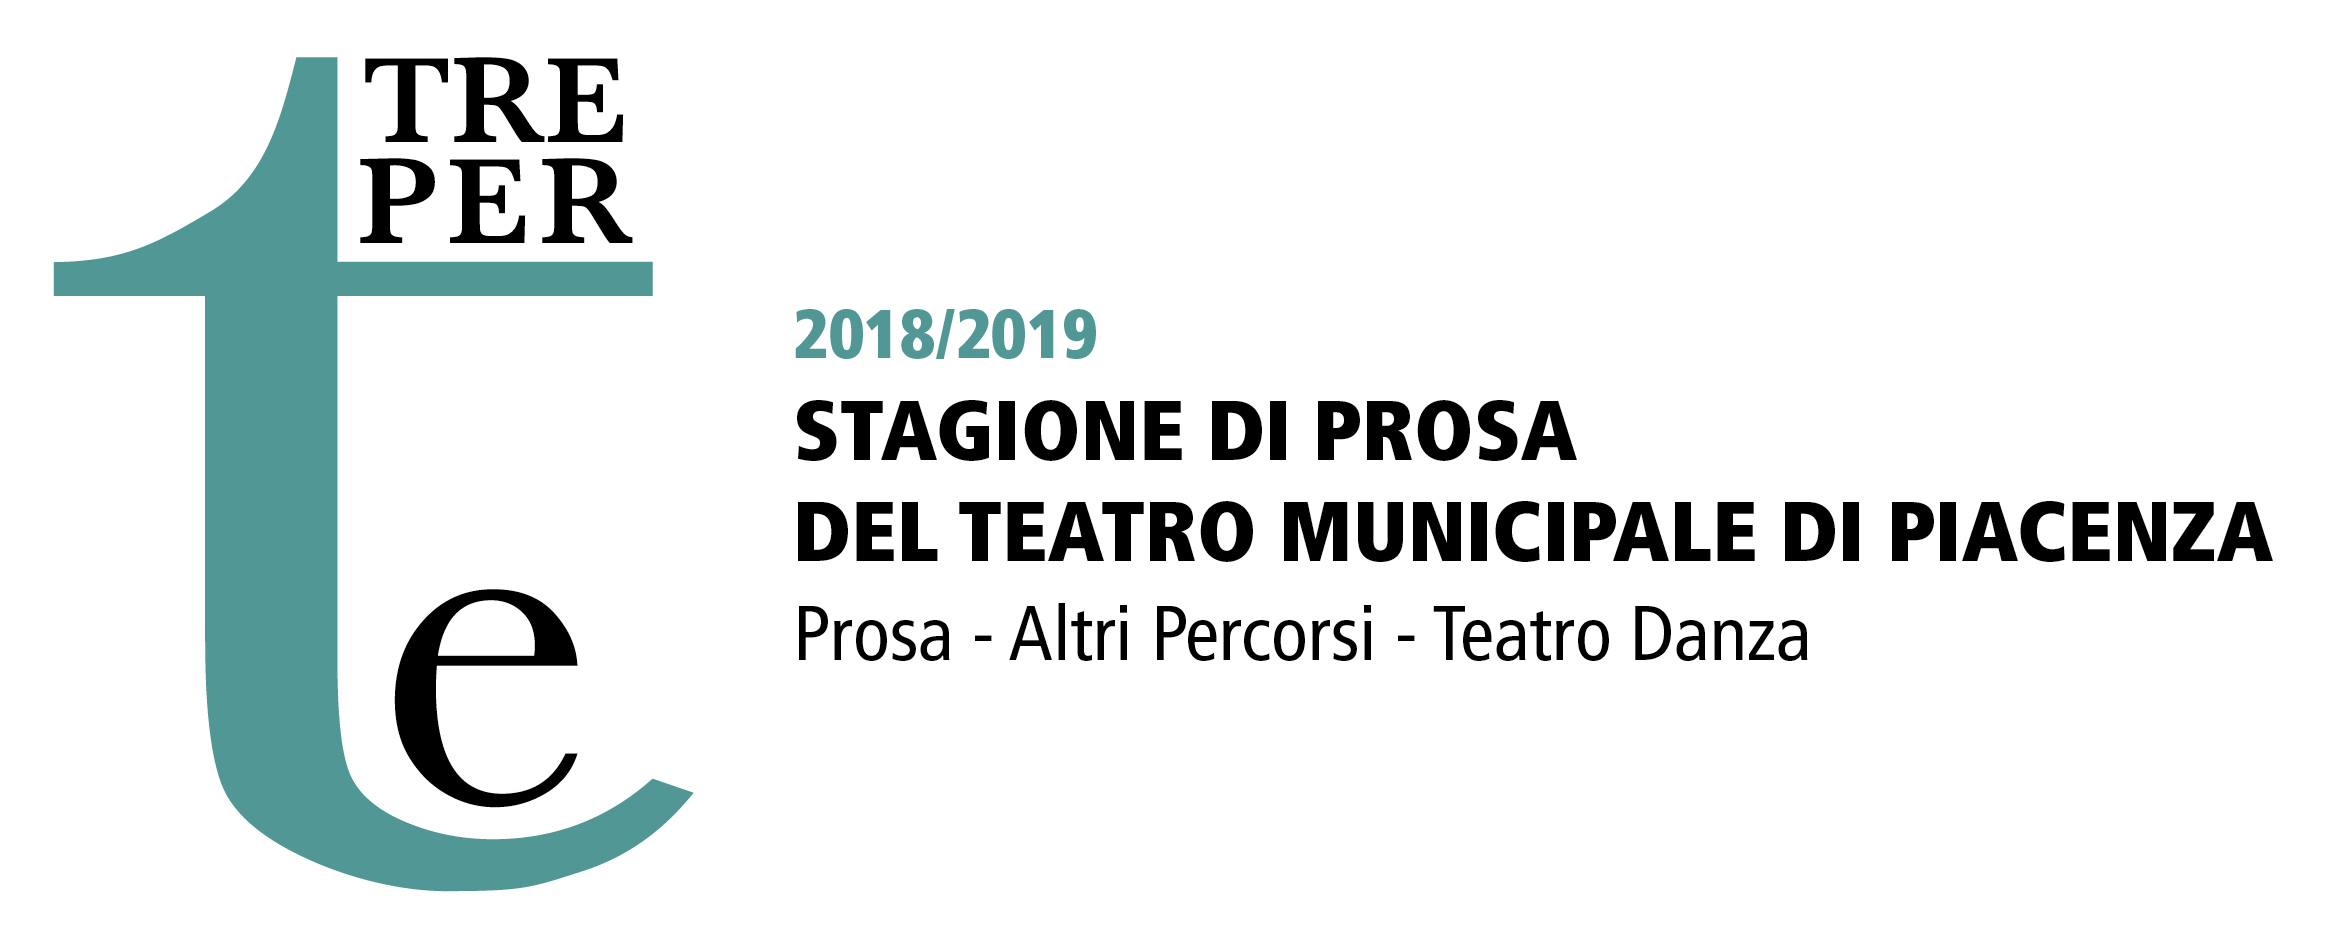 TRE
PER
te
2018/2019
STAGIONE DI PROSA
DEL TEATRO MUNICIPALE DI PIACENZA
Prosa - Altri Percorsi - Teatro Danza